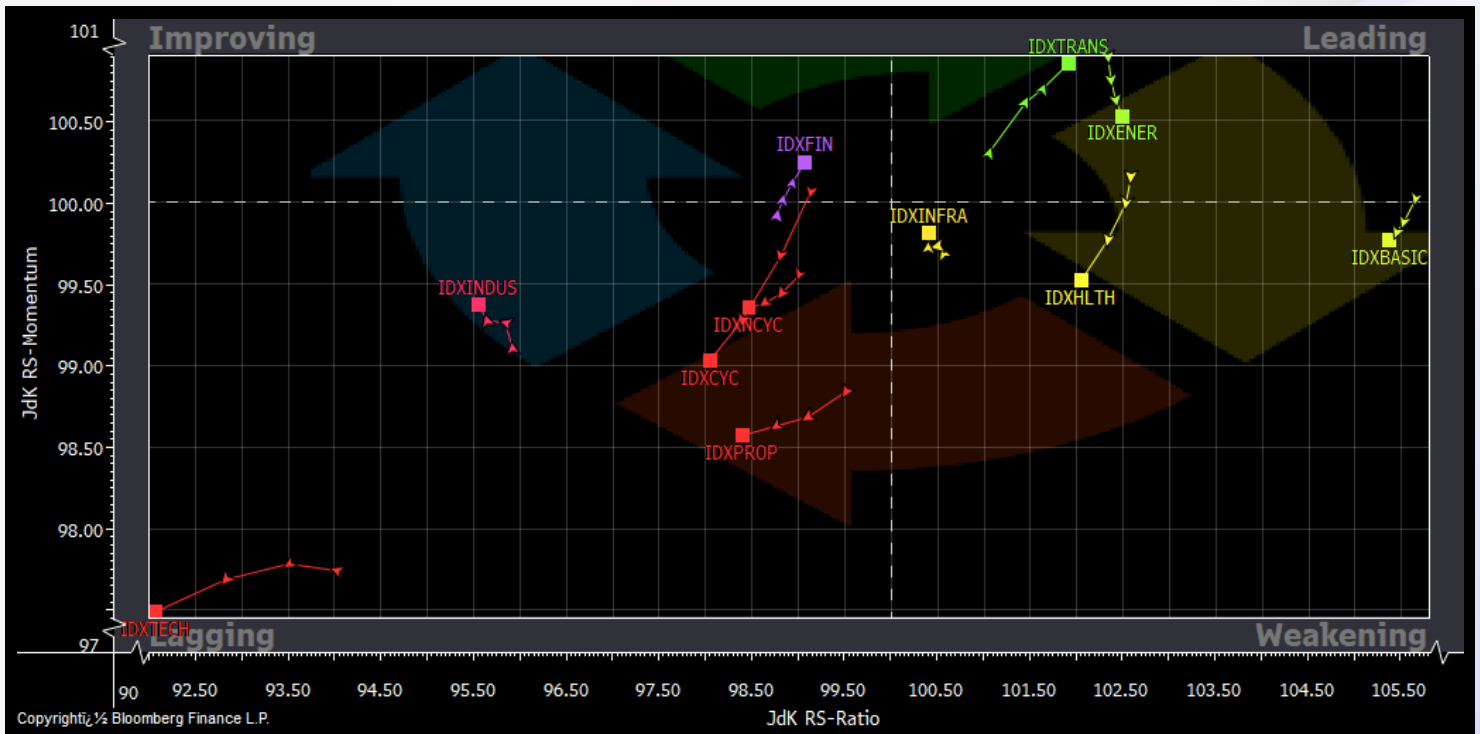 101
Improving
Leading
IDXTRANS
100.50
IDXENER
IDXFIN
100.00
IDXINFRA
IDXBASIC
99.50
IDXINDUS
IDXHLTH
IDXNCYC
99.00
IDXCYC
98.50
IDXPROP
98.00
IDXTECH
97
Lagging
Weakening
JdK RS-Momentum
90
92.50
93.50
94.50
95.50
96.50
97.50
98.50
99.50
100.50
101.50
102.50
103.50
104.50
105.50
Copyrightï¿½ Bloomberg Finance L.P.
JdK RS-Ratio